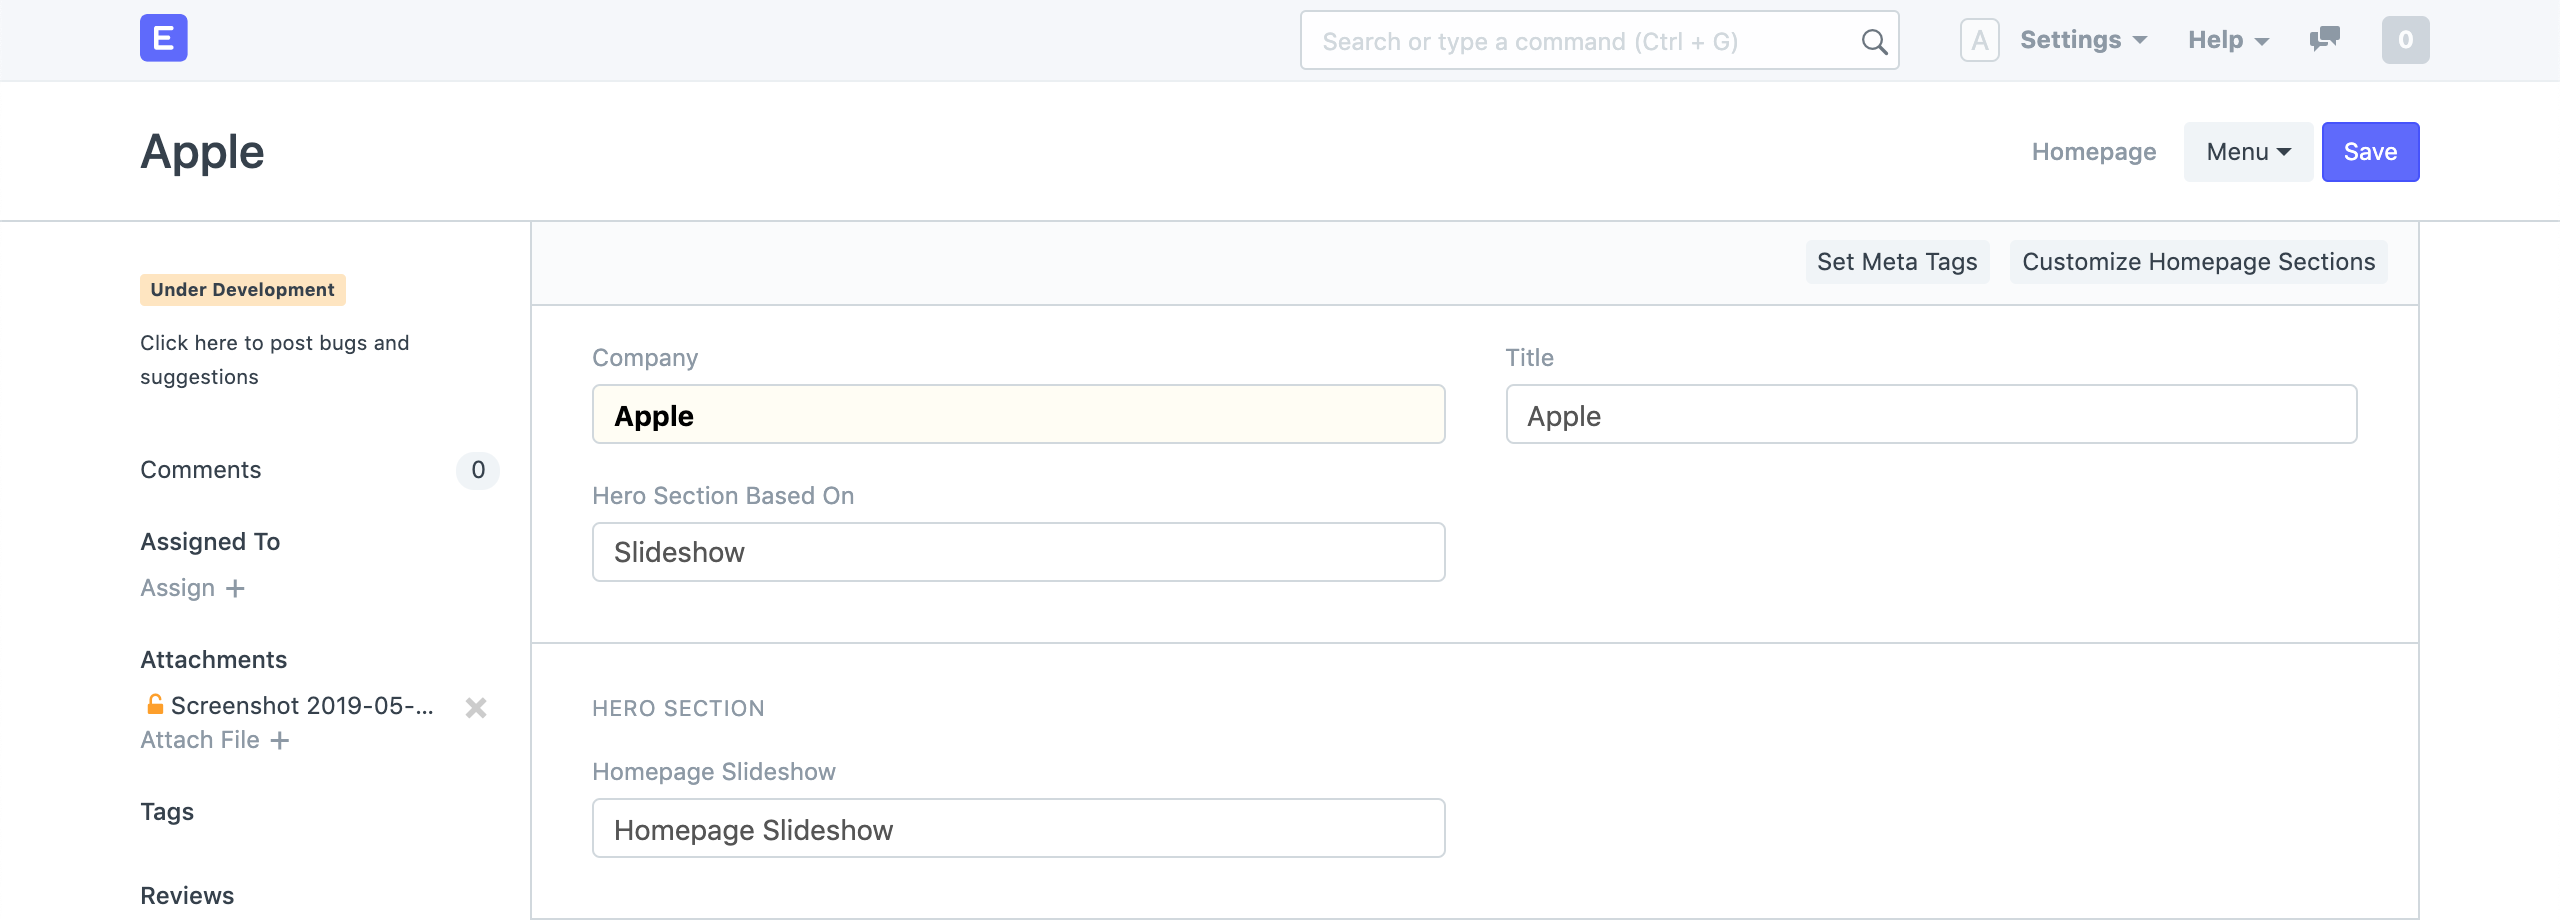 E
Search or type a command (Ctrl + G)
A
Settings
Help
0
Apple
Homepage
Menu
Save
Under Development
Click here to post bugs and
suggestions
Comments
0
Assigned To
Assign +
Attachments
Screenshot 2019-05-...
Attach File +
Tags
Reviews
Set Meta Tags
Customize Homepage Sections
Company
Apple
Title
Apple
Hero Section Based On
Slideshow
HERO SECTION
Homepage Slideshow
Homepage Slideshow